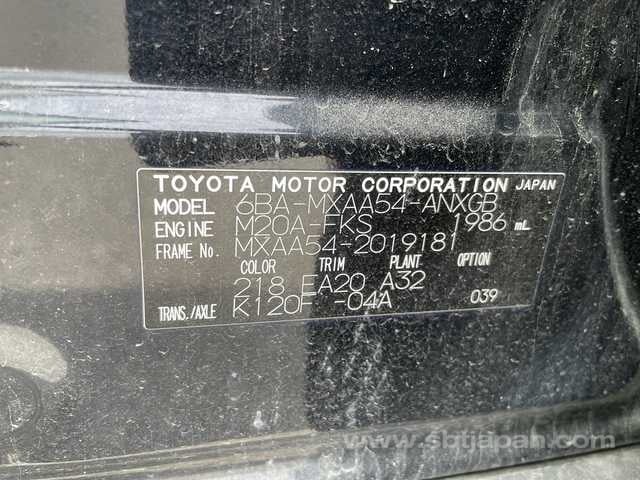 TOYOTA MOTOR CORPORATION JAPAN
MODEL 6BA-MXAA54-ANXGB
ENGINE M20A-FKS 1986 mL
FRAME No. MXAA54-2019181
COLOR TRIM PLANT OPTION
218 EA20 A32
TRANS./AXLE K120F -04A 039
www.sbtjapan.com